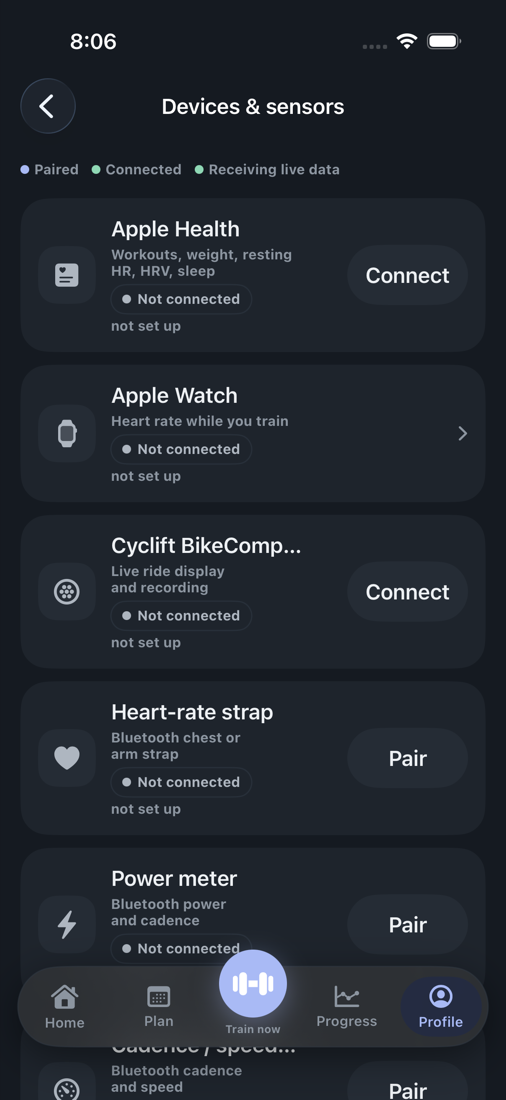 8:06
Devices & sensors
Paired Connected Receiving live data
Apple Health
Workouts, weight, resting
HR, HRV, sleep
Not connected
not set up
Connect
Apple Watch
Heart rate while you train
Not connected
not set up
Cyclift BikeComp...
Live ride display
and recording
Not connected
not set up
Connect
Heart-rate strap
Bluetooth chest or
arm strap
Not connected
not set up
Pair
Power meter
Bluetooth power
and cadence
Not connected
Pair
Home
Plan
Train now
Progress
Profile
Cadence / speed...
Bluetooth cadence
and speed
Pair